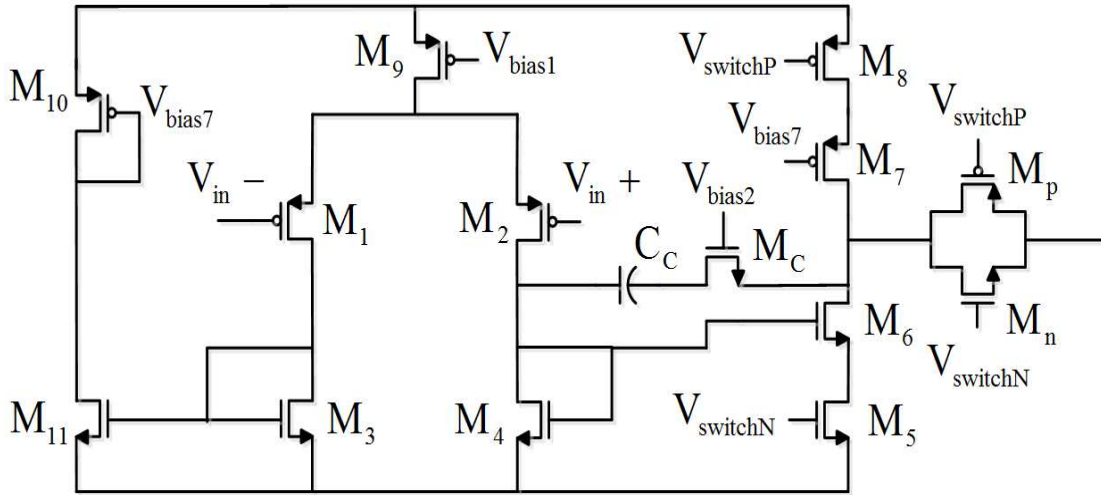 M9
Vbias1
VswitchP
M8
M10
Vbias7
Vbias7
M7
VswitchP
Mp
Vin −
M1
M2
Vin +
Vbias2
CC
MC
M6
Mn
VswitchN
M11
M3
M4
VswitchN
M5